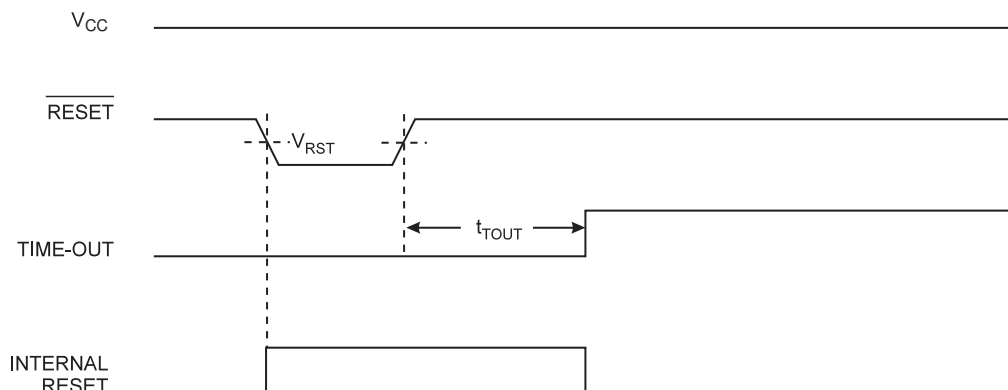 VCC
RESET
VRST
tTOUT
TIME-OUT
INTERNAL
RESET